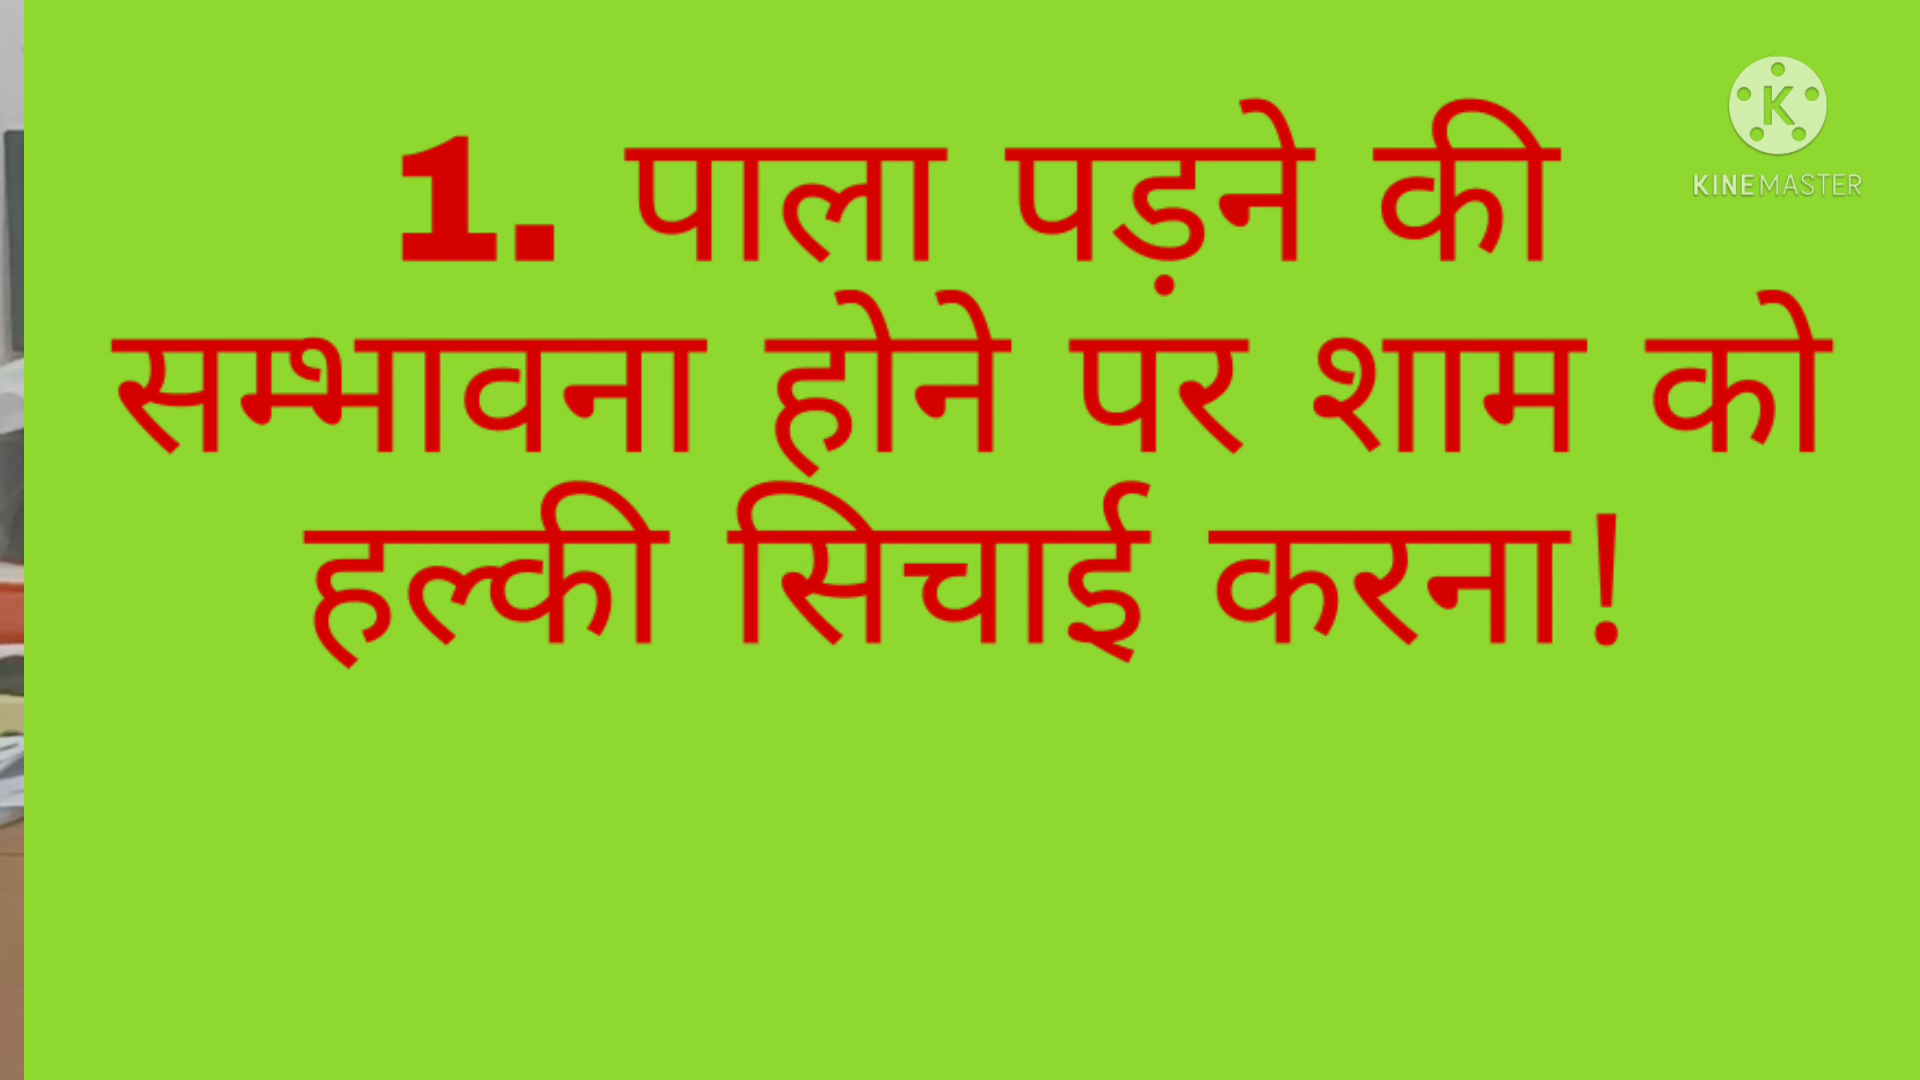 1. पाला पड़ने की
सम्भावना होने पर शाम को
हल्की सिचाई करना!
K
KINEMASTER